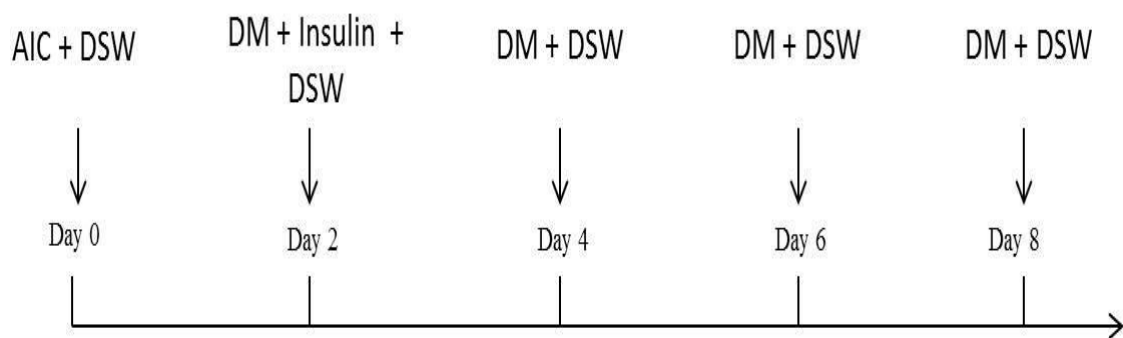 AIC + DSW
DM + Insulin +
DSW
DM + DSW
DM + DSW
DM + DSW
Day 0
Day 2
Day 4
Day 6
Day 8